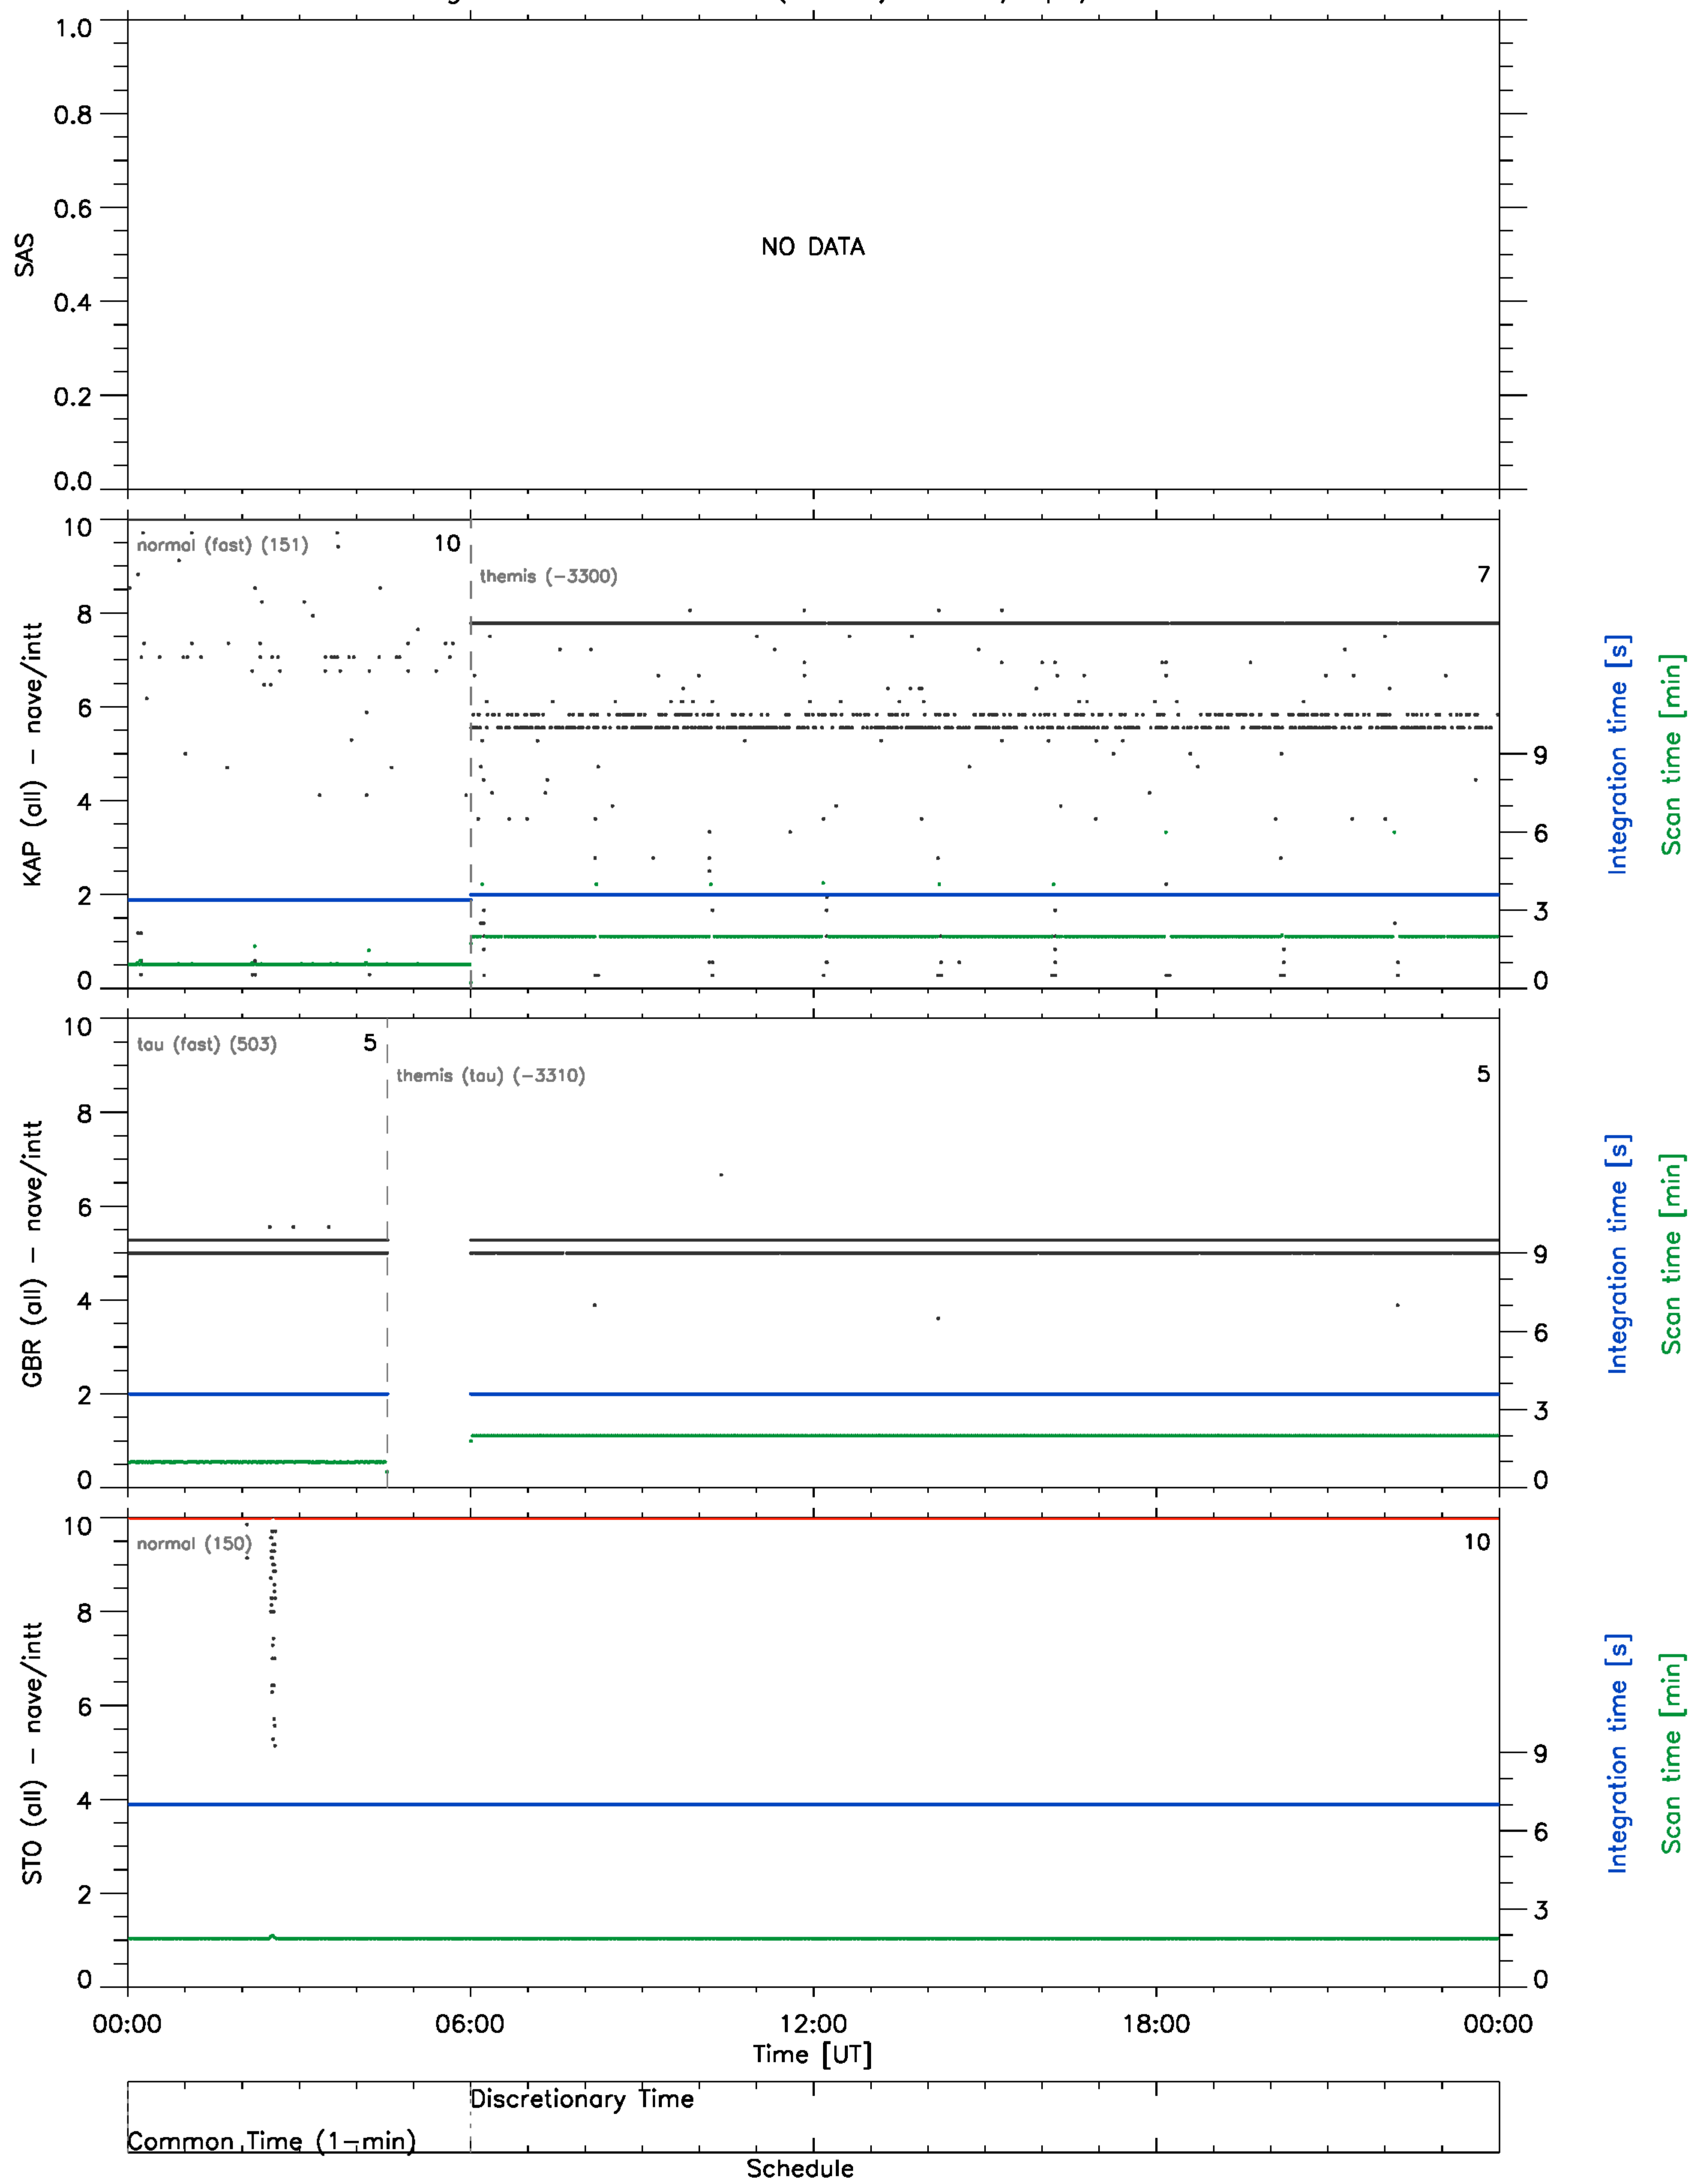 1.0
0.8
0.6
0.4
0.2
0.0
SAS
NO DATA
10
8
6
4
2
0
KAP (all) − nave/intt
normal (fast) (151)
10
themis (−3300)
7
9
6
3
0
Integration time [s]
Scan time [min]
10
8
6
4
2
0
GBR (all) − nave/intt
tau (fast) (503)
5
themis (tau) (−3310)
5
9
6
3
0
Integration time [s]
Scan time [min]
10
8
6
4
2
0
STO (all) − nave/intt
normal (150)
10
9
6
3
0
Integration time [s]
Scan time [min]
00:00 06:00 12:00 18:00 00:00
Time [UT]
Discretionary Time
Common Time (1−min)
Schedule